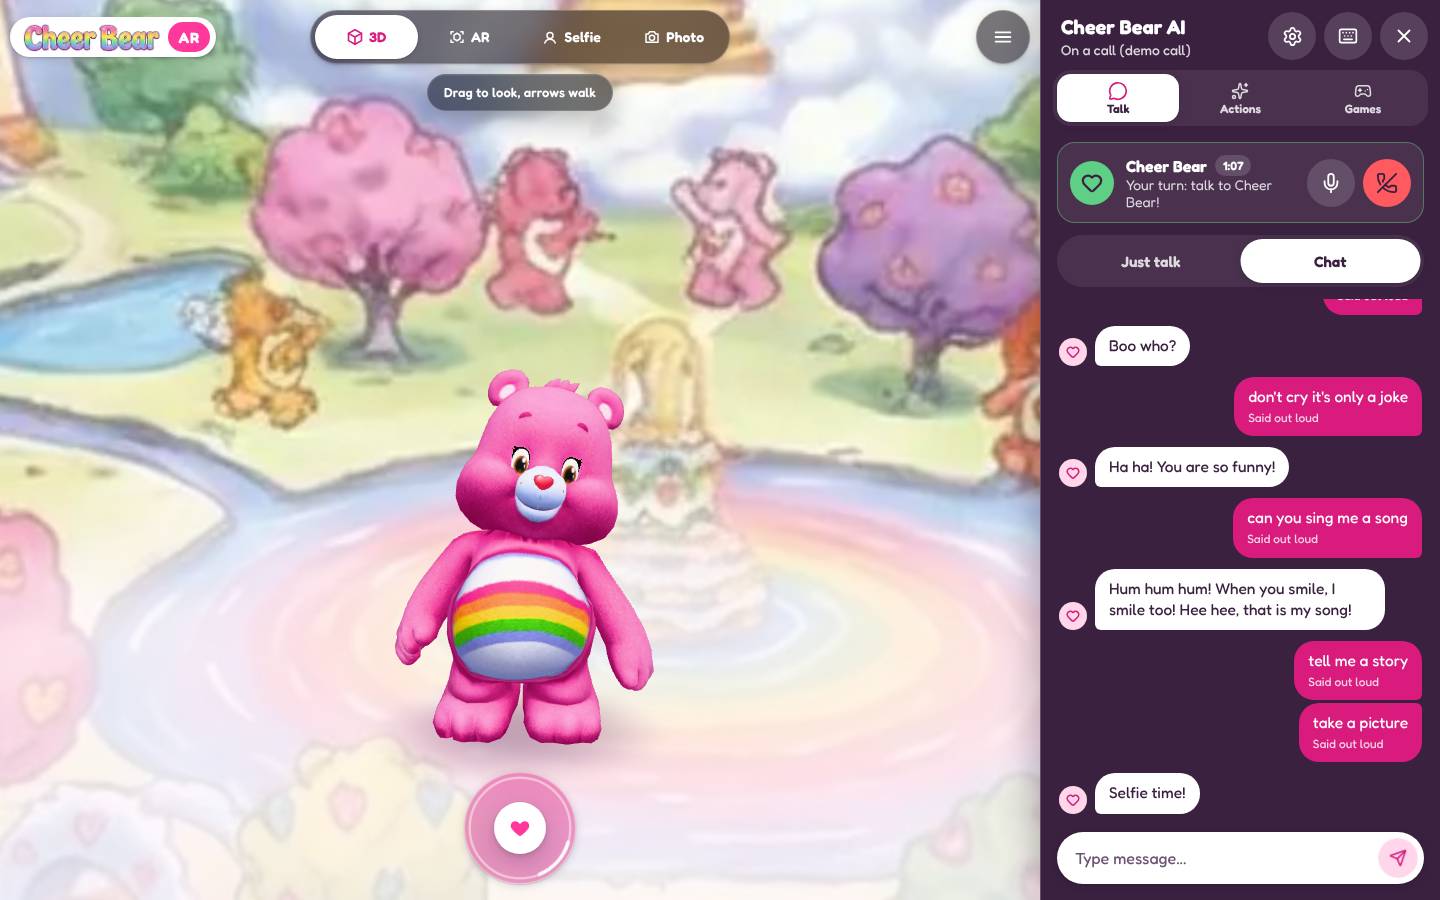 Cheer Bear AR
3D
AR
Selfie
Photo
Drag to look, arrows walk
Cheer Bear AI
On a call (demo call)
Talk
Actions
Games
Cheer Bear 1:07
Your turn: talk to Cheer
Bear!
Just talk
Chat
Boo who?
don't cry it's only a joke
Said out loud
Ha ha! You are so funny!
can you sing me a song
Said out loud
Hum hum hum! When you smile, I
smile too! Hee hee, that is my song!
tell me a story
Said out loud
take a picture
Said out loud
Selfie time!
Type message...